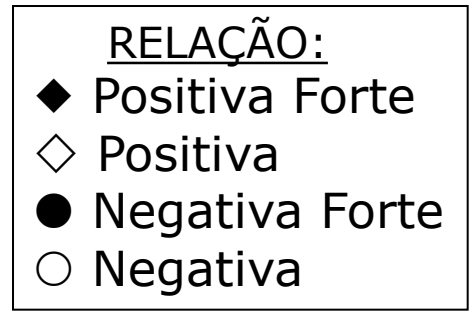 RELAÇÃO:
◆ Positiva Forte
◇ Positiva
● Negativa Forte
○ Negativa